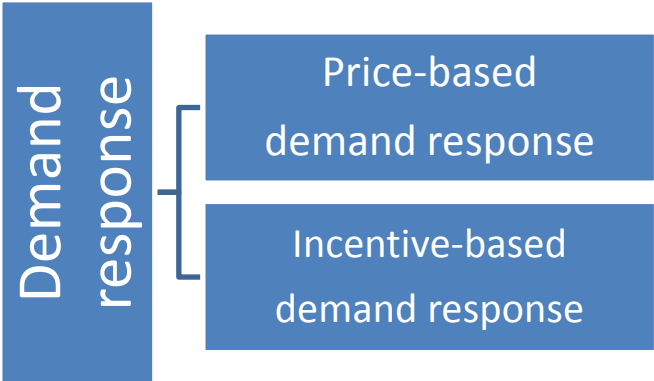 Demand
response
Price-based
demand response
Incentive-based
demand response